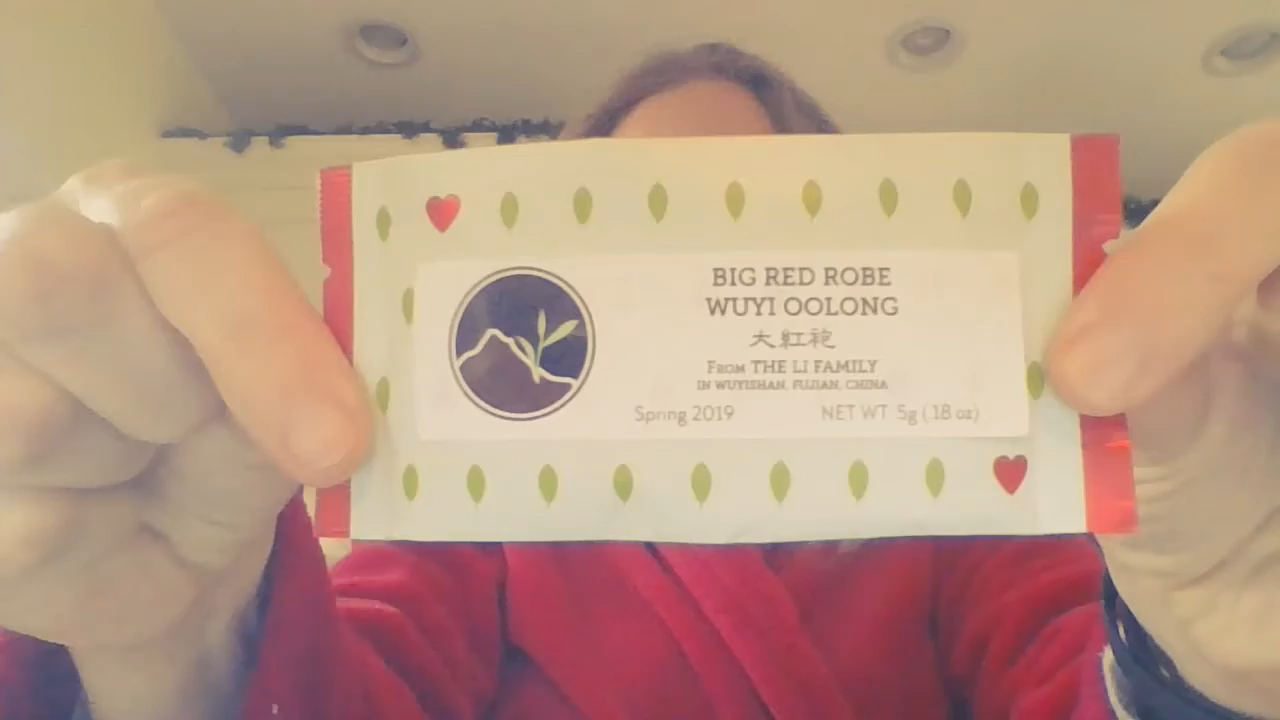 BIG RED ROBE
WUYI OOLONG
大紅袍
FROM THE LI FAMILY
IN WUYISHAN, FUJIAN, CHINA
Spring 2019 NET WT 5g (.18 oz)